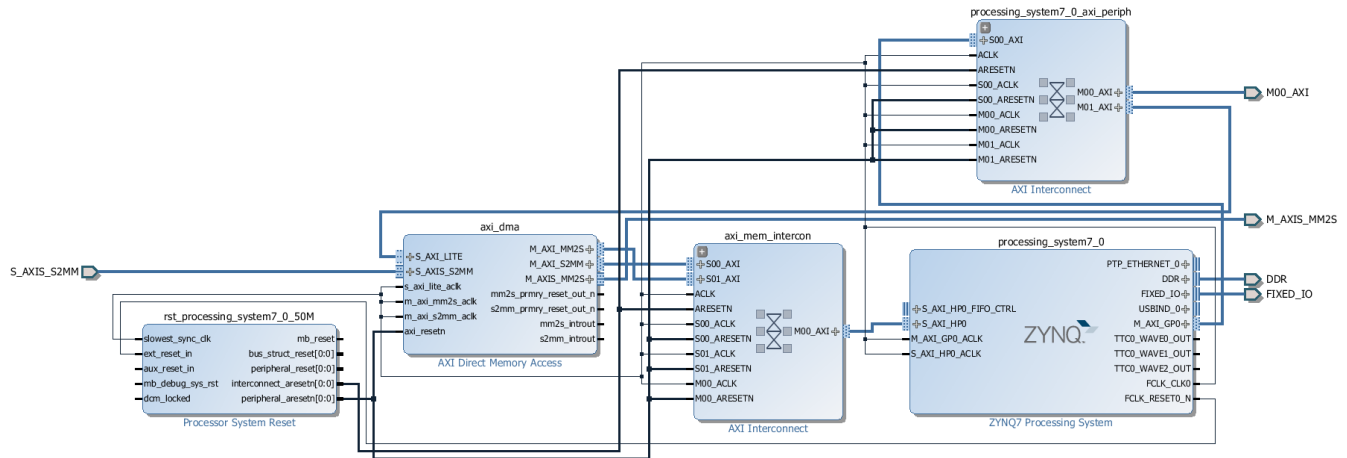 processing_system7_0_axi_periph
S00_AXI
ACLK
ARESETN
S00_ACLK
S00_ARESETN
M00_ACLK
M00_ARESETN
M01_ACLK
M01_ARESETN
M00_AXI
M01_AXI
AXI Interconnect
M00_AXI
M_AXIS_MM2S
DDR
FIXED_IO
S_AXIS_S2MM
axi_dma
S_AXI_LITE
S_AXIS_S2MM
s_axi_lite_aclk
m_axi_mm2s_aclk
m_axi_s2mm_aclk
axi_resetn
M_AXI_MM2S
M_AXI_S2MM
M_AXIS_MM2S
mm2s_prmry_reset_out_n
s2mm_prmry_reset_out_n
mm2s_introut
s2mm_introut
AXI Direct Memory Access
rst_processing_system7_0_50M
slowest_sync_clk
ext_reset_in
aux_reset_in
mb_debug_sys_rst
dcm_locked
mb_reset
bus_struct_reset[0:0]
peripheral_reset[0:0]
interconnect_aresetn[0:0]
peripheral_aresetn[0:0]
Processor System Reset
axi_mem_intercon
S00_AXI
S01_AXI
ACLK
ARESETN
S00_ACLK
S00_ARESETN
S01_ACLK
S01_ARESETN
M00_ACLK
M00_ARESETN
M00_AXI
AXI Interconnect
processing_system7_0
S_AXI_HP0_FIFO_CTRL
S_AXI_HP0
M_AXI_GP0_ACLK
S_AXI_HP0_ACLK
ZYNQ
PTP_ETHERNET_0
DDR
FIXED_IO
USBIND_0
M_AXI_GP0
TTC0_WAVE0_OUT
TTC0_WAVE1_OUT
TTC0_WAVE2_OUT
FCLK_CLK0
FCLK_RESET0_N
ZYNQ7 Processing System